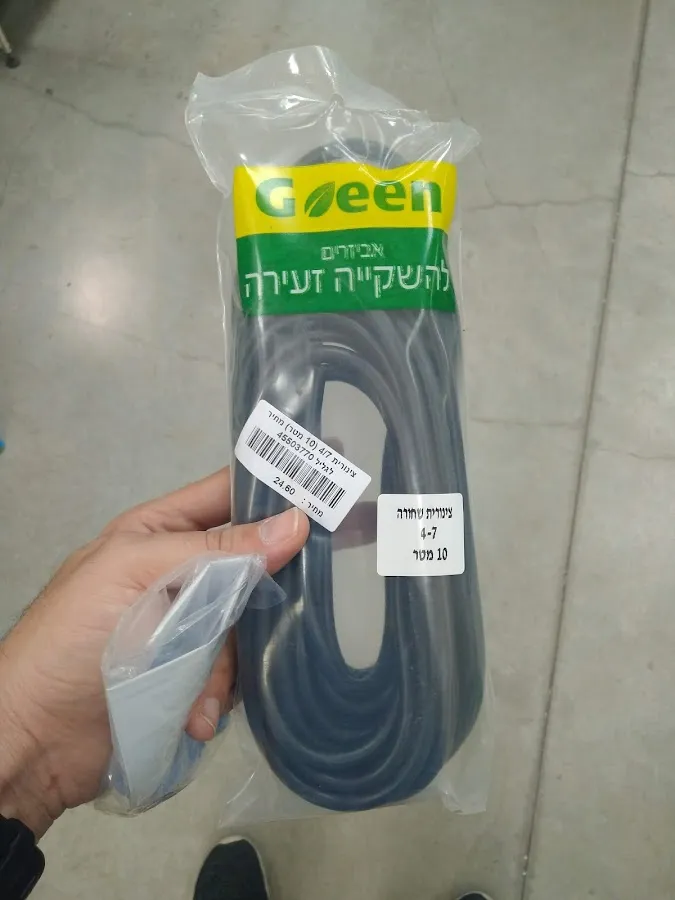 Green
אביזרים
להשקייה זעירה
צינורית 4/7 (10 מטר) מחיר
לגליל 45503770
מחיר : 24.60
צינורית שחורה
4-7
10 מטר